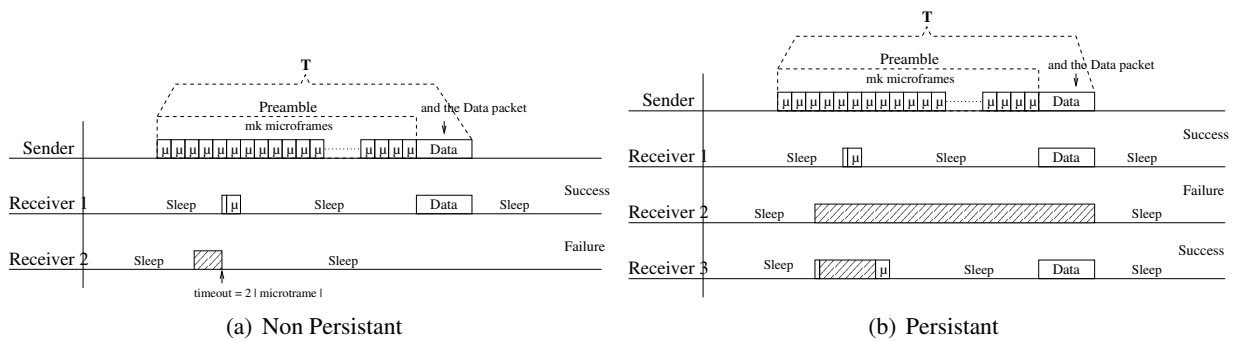 T
Preamble
and the Data packet
mk microframes
Sender
μ μ μ μ μ μ μ μ μ μ μ μ μ μ μ μ Data
Success
Receiver 1
Sleep μ Sleep Data Sleep
Failure
Receiver 2
Sleep Sleep
timeout = 2 | microtrame |
(a) Non Persistant
T
and the Data packet
Preamble
mk microframes
Sender
μ μ μ μ μ μ μ μ μ μ μ μ μ μ μ μ Data
Success
Receiver 1
Sleep μ Sleep Data Sleep
Failure
Receiver 2
Sleep Sleep
Success
Receiver 3
Sleep μ Sleep Data Sleep
(b) Persistant